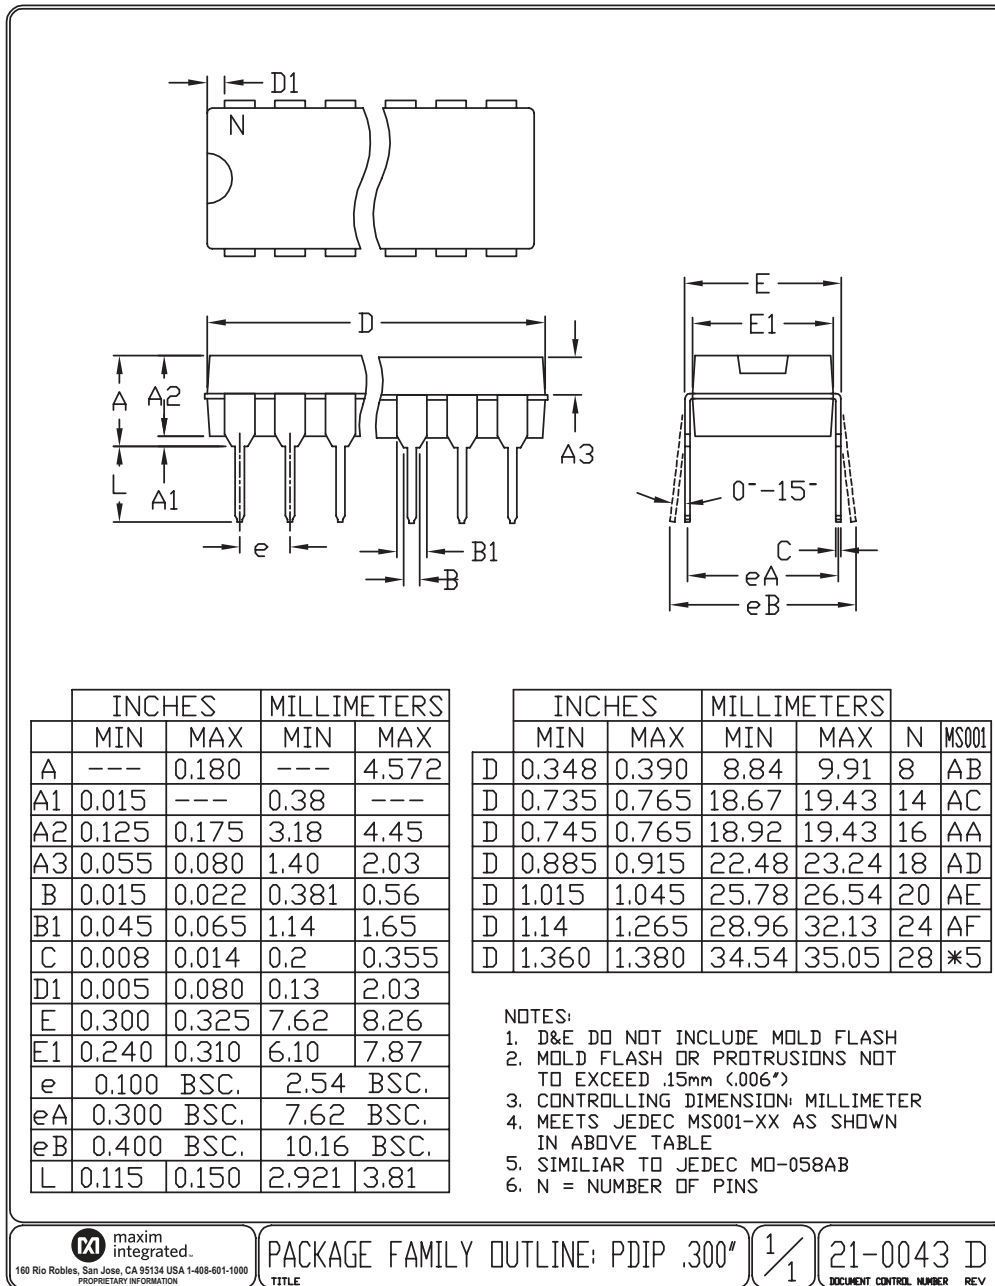 D1
N
E
E1
D
A
A2
A3
L
A1
0°-15°
e
B1
B
C
eA
eB
INCHES MILLIMETERS
MIN MAX MIN MAX
A --- 0.180 --- 4.572
A1 0.015 --- 0.38 ---
A2 0.125 0.175 3.18 4.45
A3 0.055 0.080 1.40 2.03
B 0.015 0.022 0.381 0.56
B1 0.045 0.065 1.14 1.65
C 0.008 0.014 0.2 0.355
D1 0.005 0.080 0.13 2.03
E 0.300 0.325 7.62 8.26
E1 0.240 0.310 6.10 7.87
e 0.100 BSC. 2.54 BSC.
eA 0.300 BSC. 7.62 BSC.
eB 0.400 BSC. 10.16 BSC.
L 0.115 0.150 2.921 3.81
INCHES MILLIMETERS
MIN MAX MIN MAX N MS001
D 0.348 0.390 8.84 9.91 8 AB
D 0.735 0.765 18.67 19.43 14 AC
D 0.745 0.765 18.92 19.43 16 AA
D 0.885 0.915 22.48 23.24 18 AD
D 1.015 1.045 25.78 26.54 20 AE
D 1.14 1.265 28.96 32.13 24 AF
D 1.360 1.380 34.54 35.05 28 *5
NOTES:
1. D&E DO NOT INCLUDE MOLD FLASH
2. MOLD FLASH OR PROTRUSIONS NOT
TO EXCEED .15mm (.006")
3. CONTROLLING DIMENSION: MILLIMETER
4. MEETS JEDEC MS001-XX AS SHOWN
IN ABOVE TABLE
5. SIMILIAR TO JEDEC MO-058AB
6. N = NUMBER OF PINS
maxim
integrated™
160 Rio Robles, San Jose, CA 95134 USA 1-408-601-1000
PROPRIETARY INFORMATION
PACKAGE FAMILY OUTLINE: PDIP .300"
TITLE
1/1
21-0043 D
DOCUMENT CONTROL NUMBER REV.